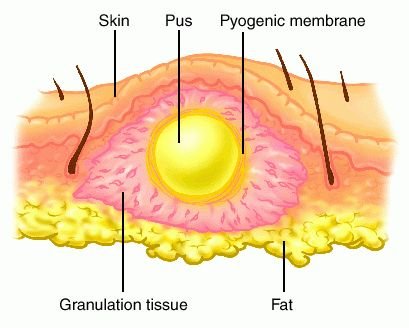 Skin Pus Pyogenic membrane
Granulation tissue Fat